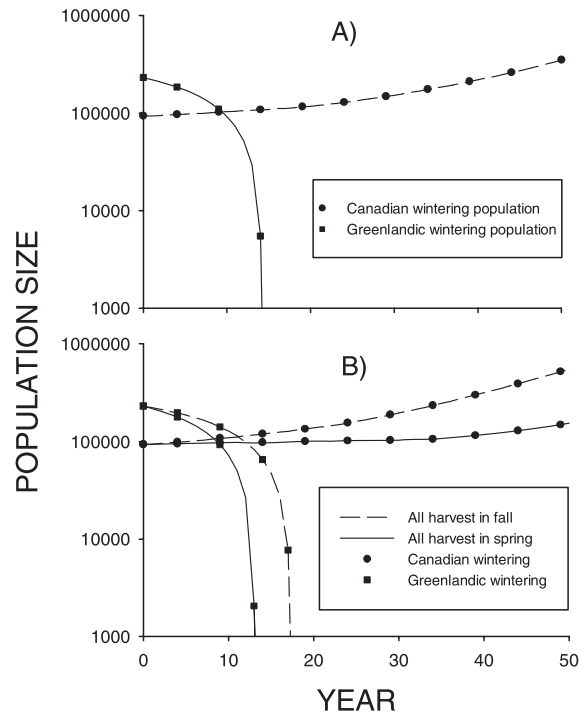 POPULATION SIZE
A)
1000000
100000
10000
1000
Canadian wintering population
Greenlandic wintering population
B)
1000000
100000
10000
1000
All harvest in fall
All harvest in spring
Canadian wintering
Greenlandic wintering
0 10 20 30 40 50
YEAR